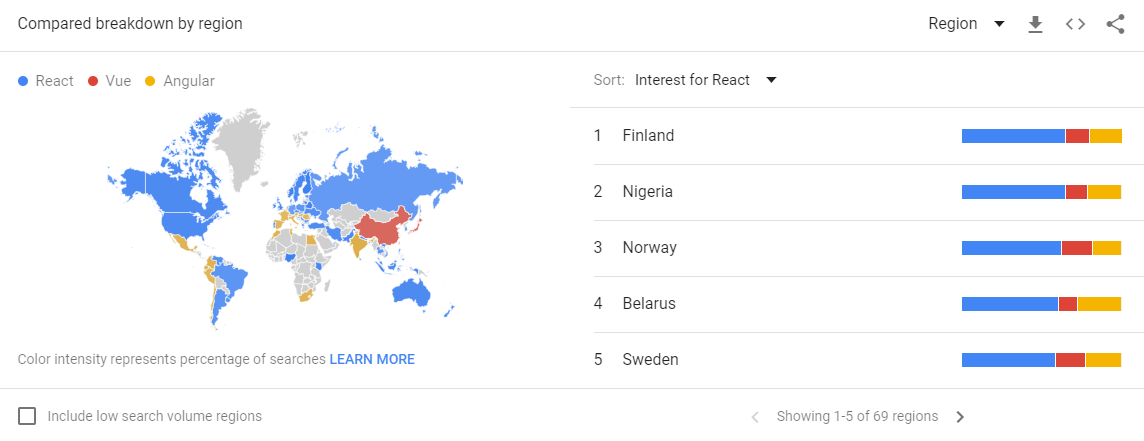 Compared breakdown by region
Region
React Vue Angular
Sort: Interest for React
1 Finland
2 Nigeria
3 Norway
4 Belarus
5 Sweden
Color intensity represents percentage of searches LEARN MORE
Include low search volume regions
Showing 1-5 of 69 regions